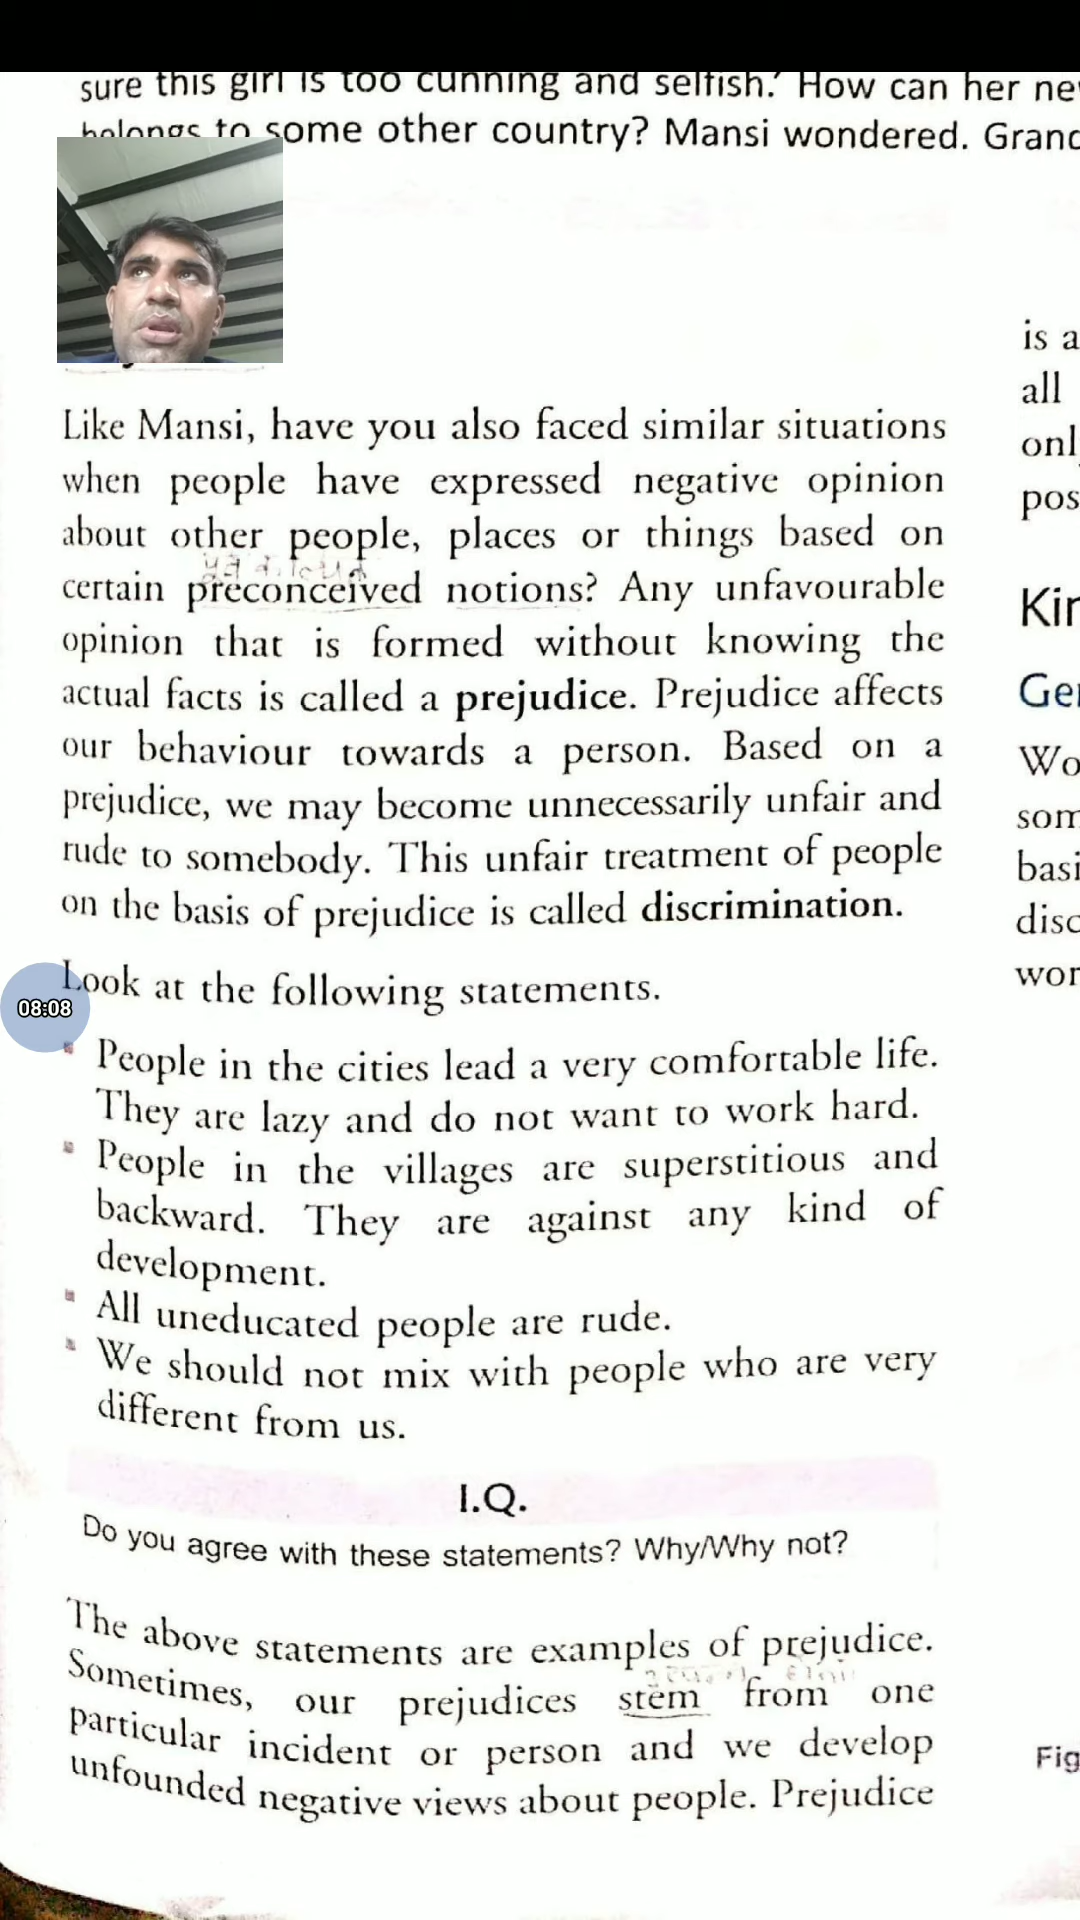 sure this girl is too cunning and selfish.' How can her ne
belongs to some other country? Mansi wondered. Grand
Like Mansi, have you also faced similar situations
when people have expressed negative opinion
about other people, places or things based on
certain preconceived notions? Any unfavourable
opinion that is formed without knowing the
actual facts is called a prejudice. Prejudice affects
our behaviour towards a person. Based on a
prejudice, we may become unnecessarily unfair and
rude to somebody. This unfair treatment of people
on the basis of prejudice is called discrimination.
Look at the following statements.
08:08
People in the cities lead a very comfortable life.
They are lazy and do not want to work hard.
People in the villages are superstitious and
backward. They are against any kind of
development.
All uneducated people are rude.
We should not mix with people who are very
different from us.
I.Q.
Do you agree with these statements? Why/Why not?
The above statements are examples of prejudice.
Sometimes, our prejudices stem from one
particular incident or person and we develop
unfounded negative views about people. Prejudice
is a
all
onl
pos
Kin
Gen
Wo
som
basi
disc
wor
Fig